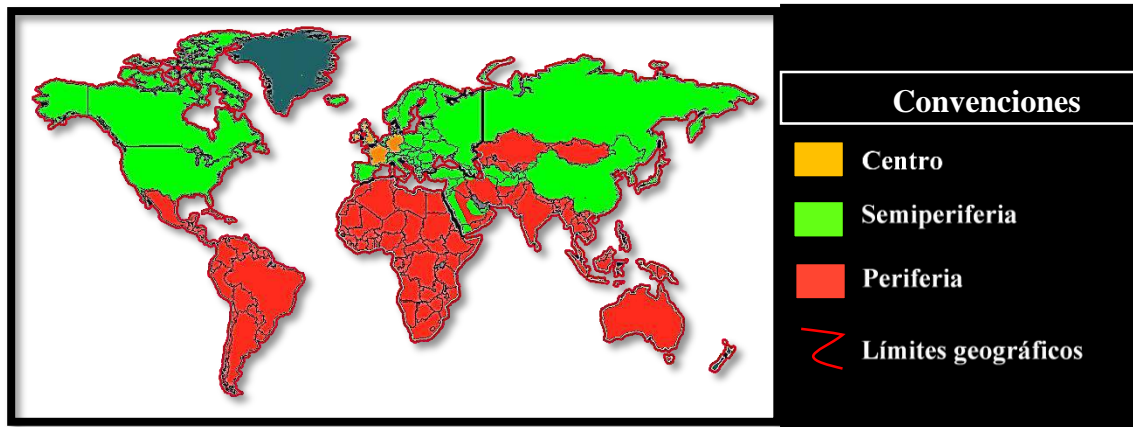 Convenciones
Centro
Semiperiferia
Periferia
Límites geográficos